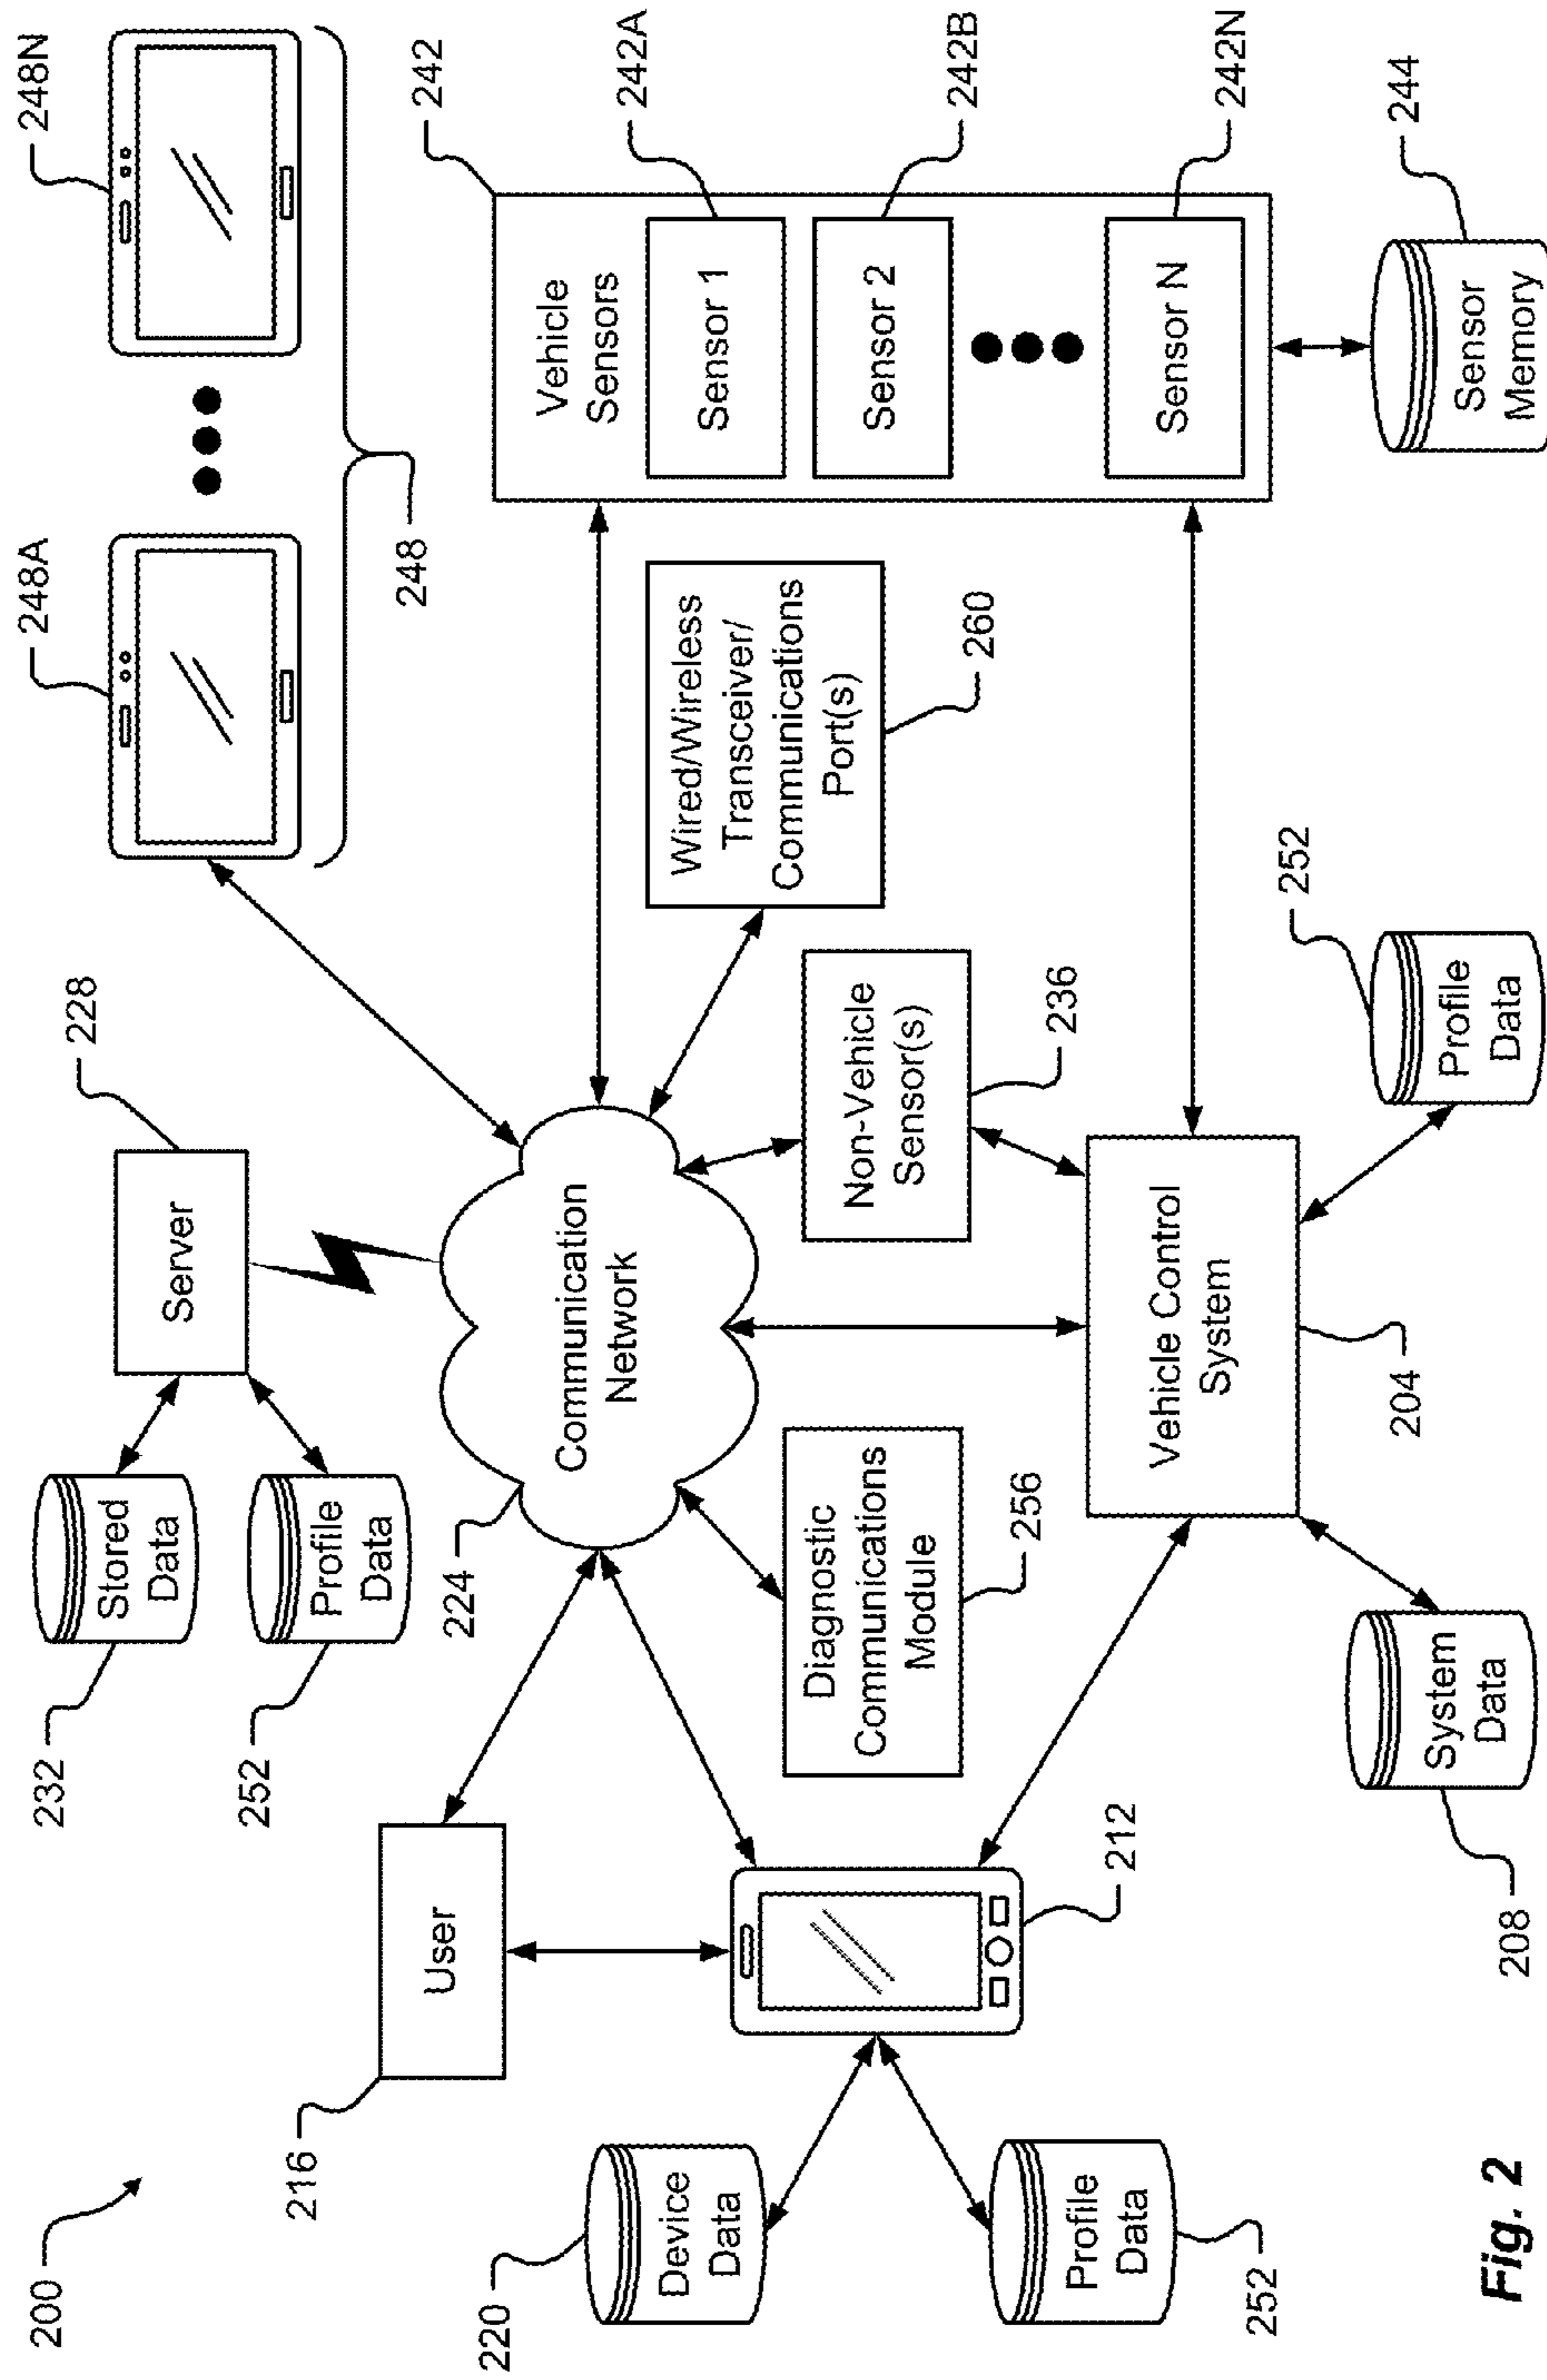 200
216
User
220
Device
Data
252
Profile
Data
212
232
Stored
Data
252
Profile
Data
Server
228
224
Communication
Network
248A
248N
248
Diagnostic
Communications
Module
256
Non-Vehicle
Sensor(s)
236
Wired/Wireless
Transceiver/
Communications
Port(s)
260
Vehicle
Sensors
242
Sensor 1
242A
Sensor 2
242B
Sensor N
242N
Sensor
Memory
244
Vehicle Control
System
204
System
Data
208
Profile
Data
252
Fig. 2